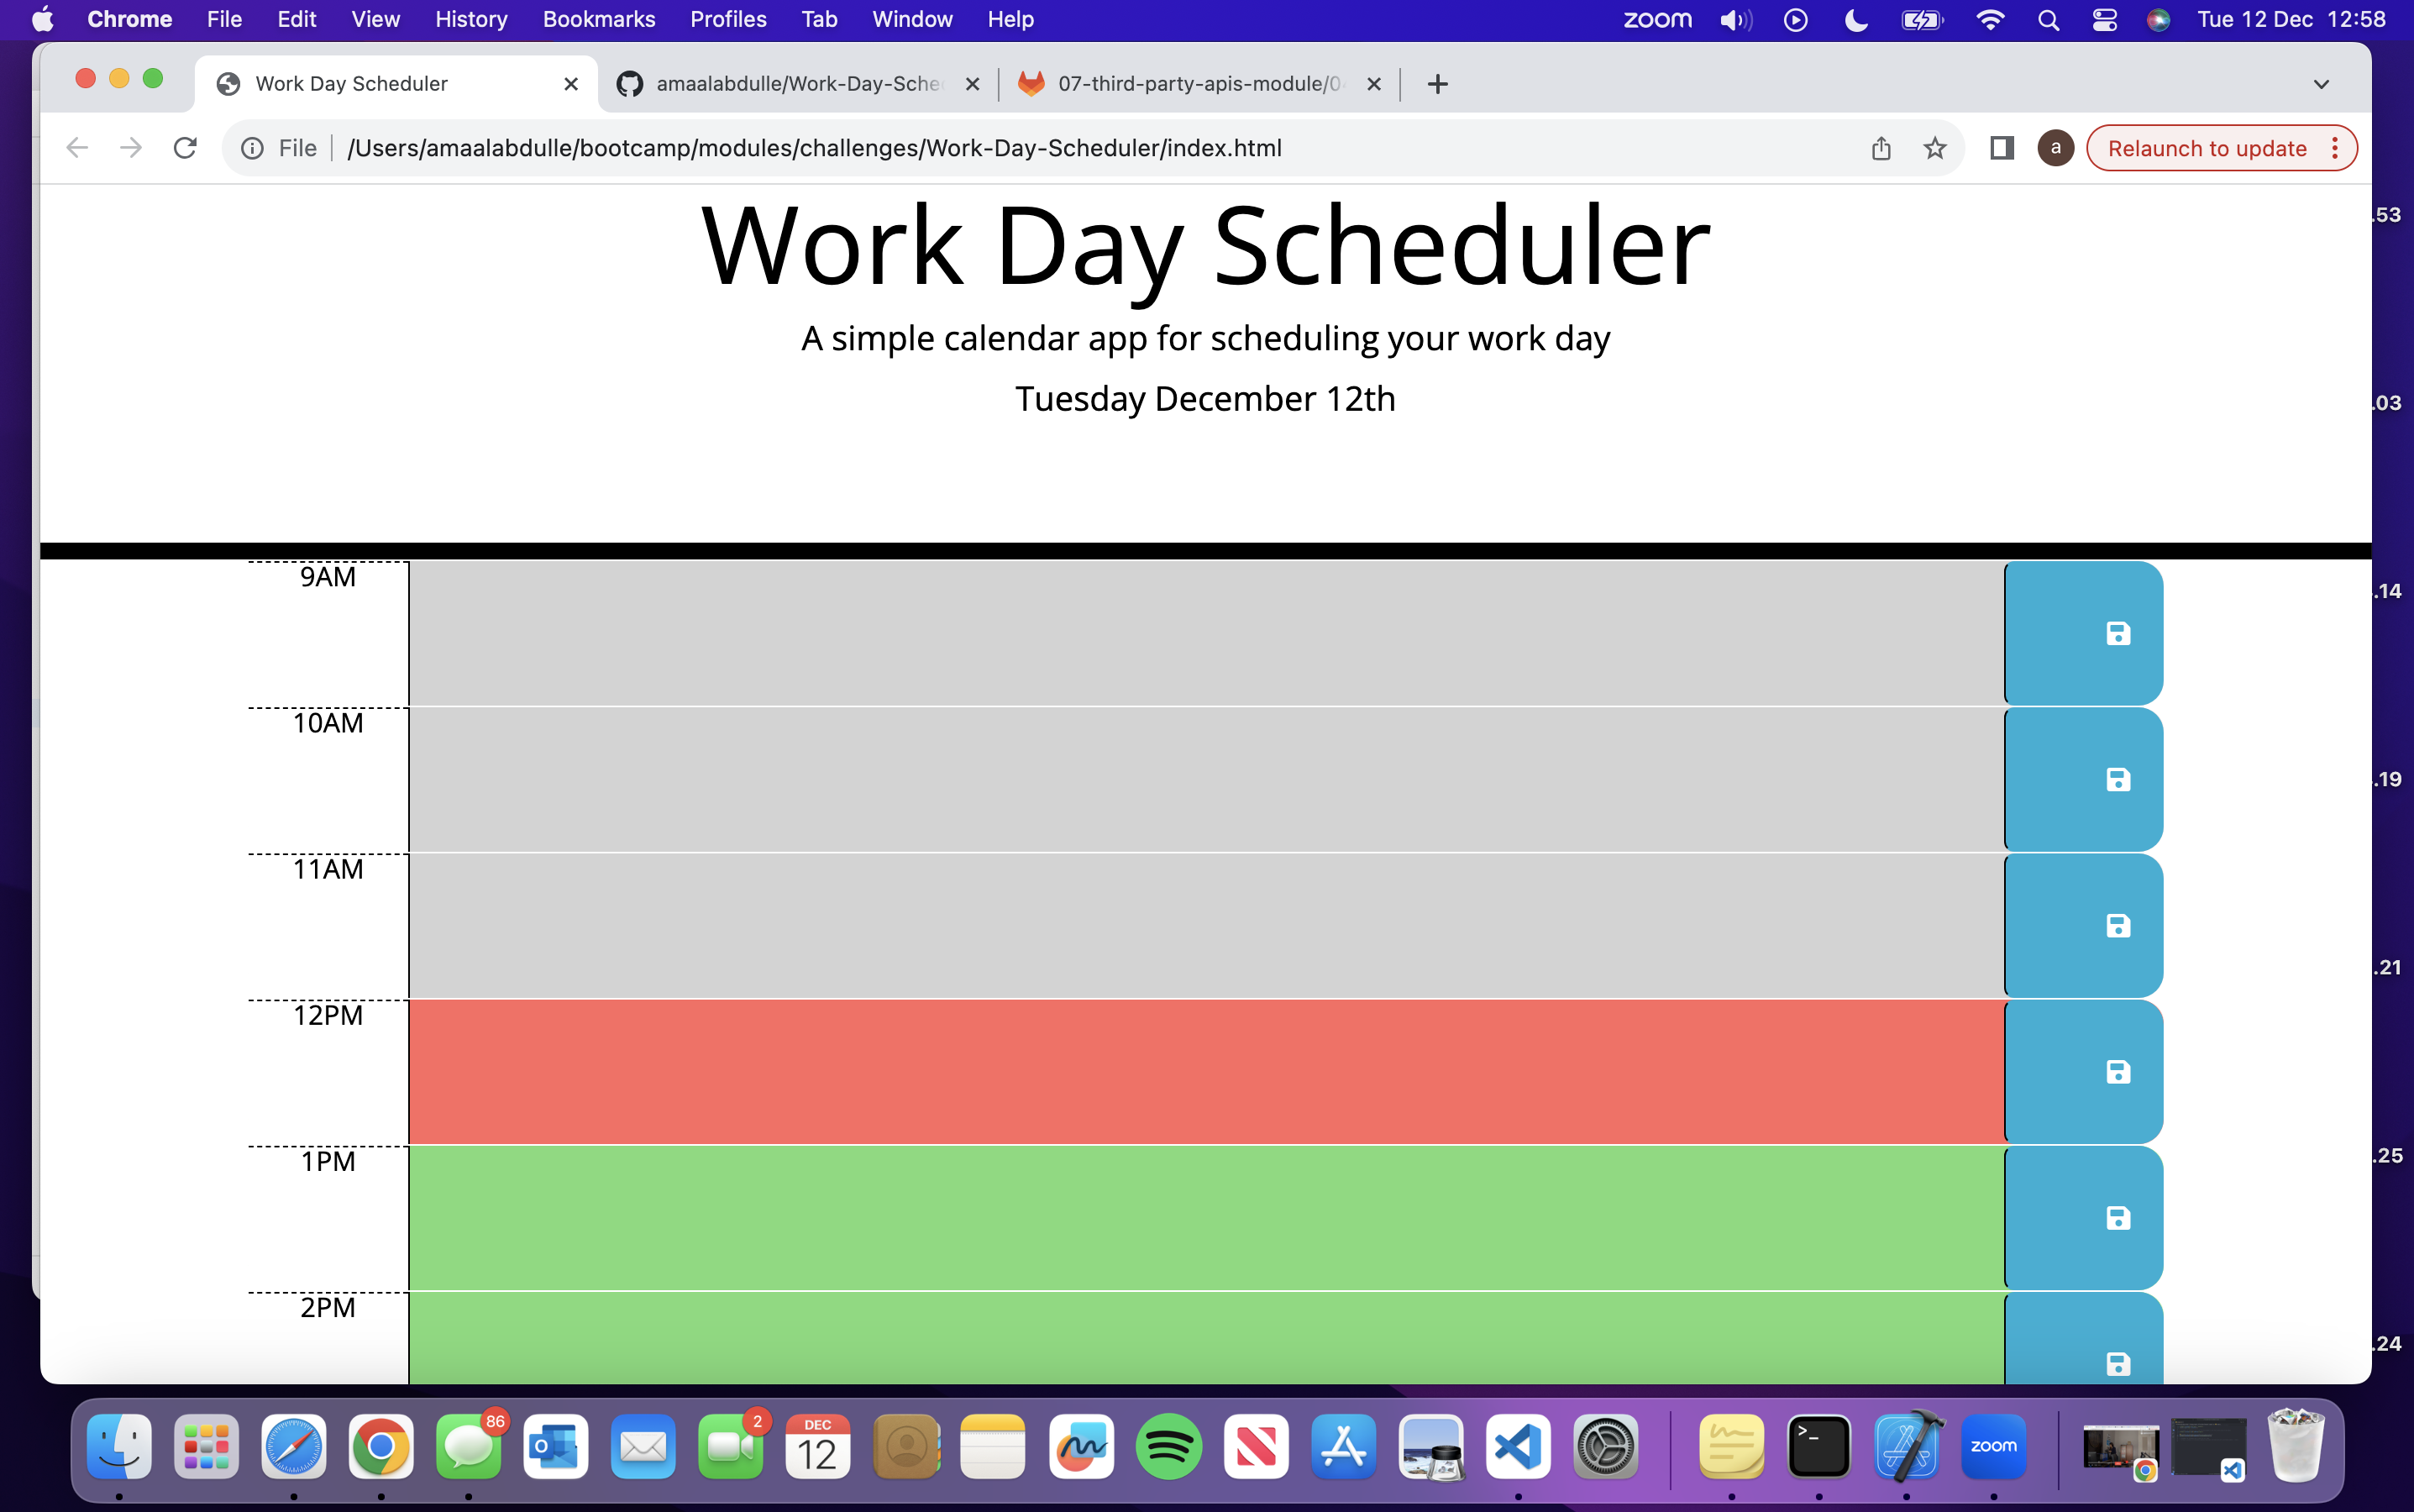 Chrome File Edit View History Bookmarks Profiles Tab Window Help zoom Tue 12 Dec 12:58
Work Day Scheduler amaalabdulle/Work-Day-Sche 07-third-party-apis-module/0
File /Users/amaalabdulle/bootcamp/modules/challenges/Work-Day-Scheduler/index.html a Relaunch to update
Work Day Scheduler
.53
A simple calendar app for scheduling your work day
Tuesday December 12th
.03
9AM
.14
10AM
.19
11AM
.21
12PM
1PM
.25
2PM
.24
86
2
DEC
12
zoom